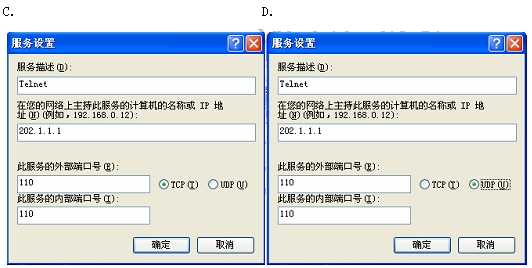 C.
服务设置
服务描述(D):
Telnet
在您的网络上主持此服务的计算机的名称或 IP 地
址(N)(例如，192.168.0.12):
202.1.1.1
此服务的外部端口号(E):
110
TCP(T)
UDP(U)
此服务的内部端口号(I):
110
确定
取消
D.
服务设置
服务描述(D):
Telnet
在您的网络上主持此服务的计算机的名称或 IP 地
址(N)(例如，192.168.0.12):
202.1.1.1
此服务的外部端口号(E):
110
TCP(T)
UDP(U)
此服务的内部端口号(I):
110
确定
取消